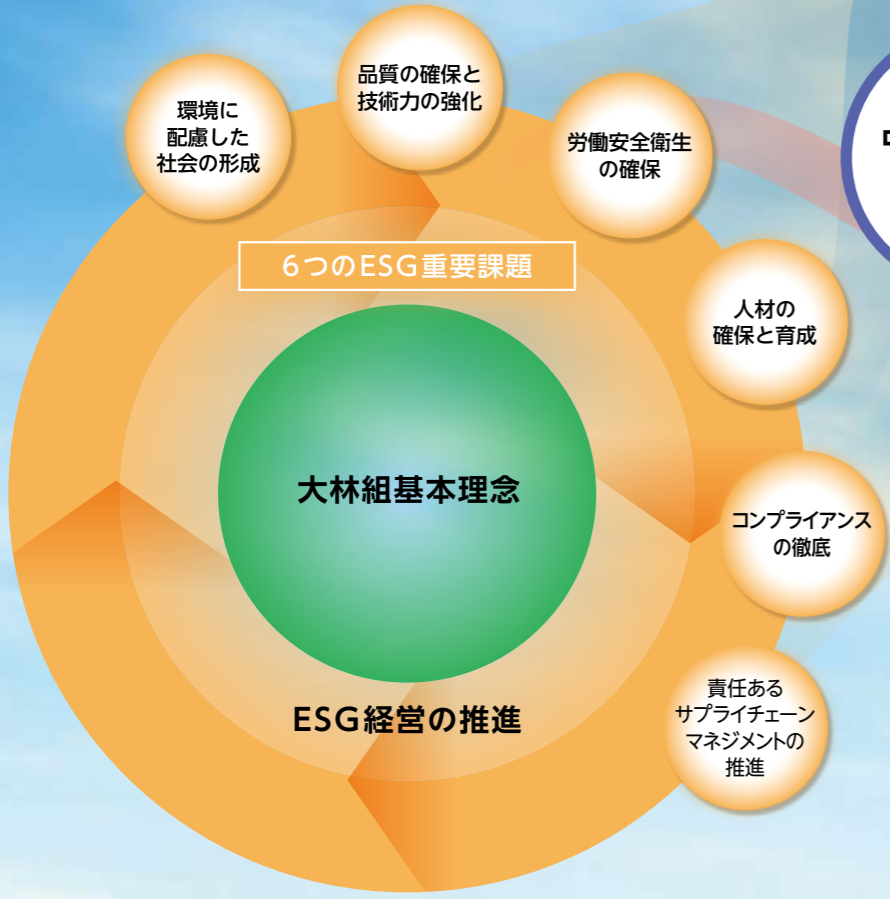 環境に
配慮した
社会の形成
品質の確保と
技術力の強化
労働安全衛生
の確保
人材の
確保と育成
コンプライアンス
の徹底
責任ある
サプライチェーン
マネジメントの
推進
6つのESG重要課題
大林組基本理念
ESG経営の推進